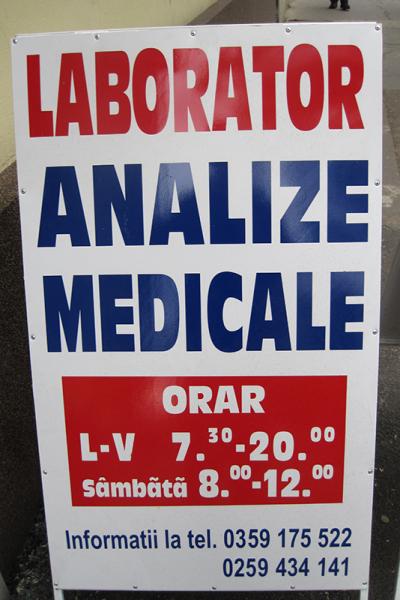 LABORATOR
ANALIZE
MEDICALE
ORAR
L-V 7.30-20.00
Sâmbãtã 8.00-12.00
Informatii la tel. 0359 175 522
0259 434 141